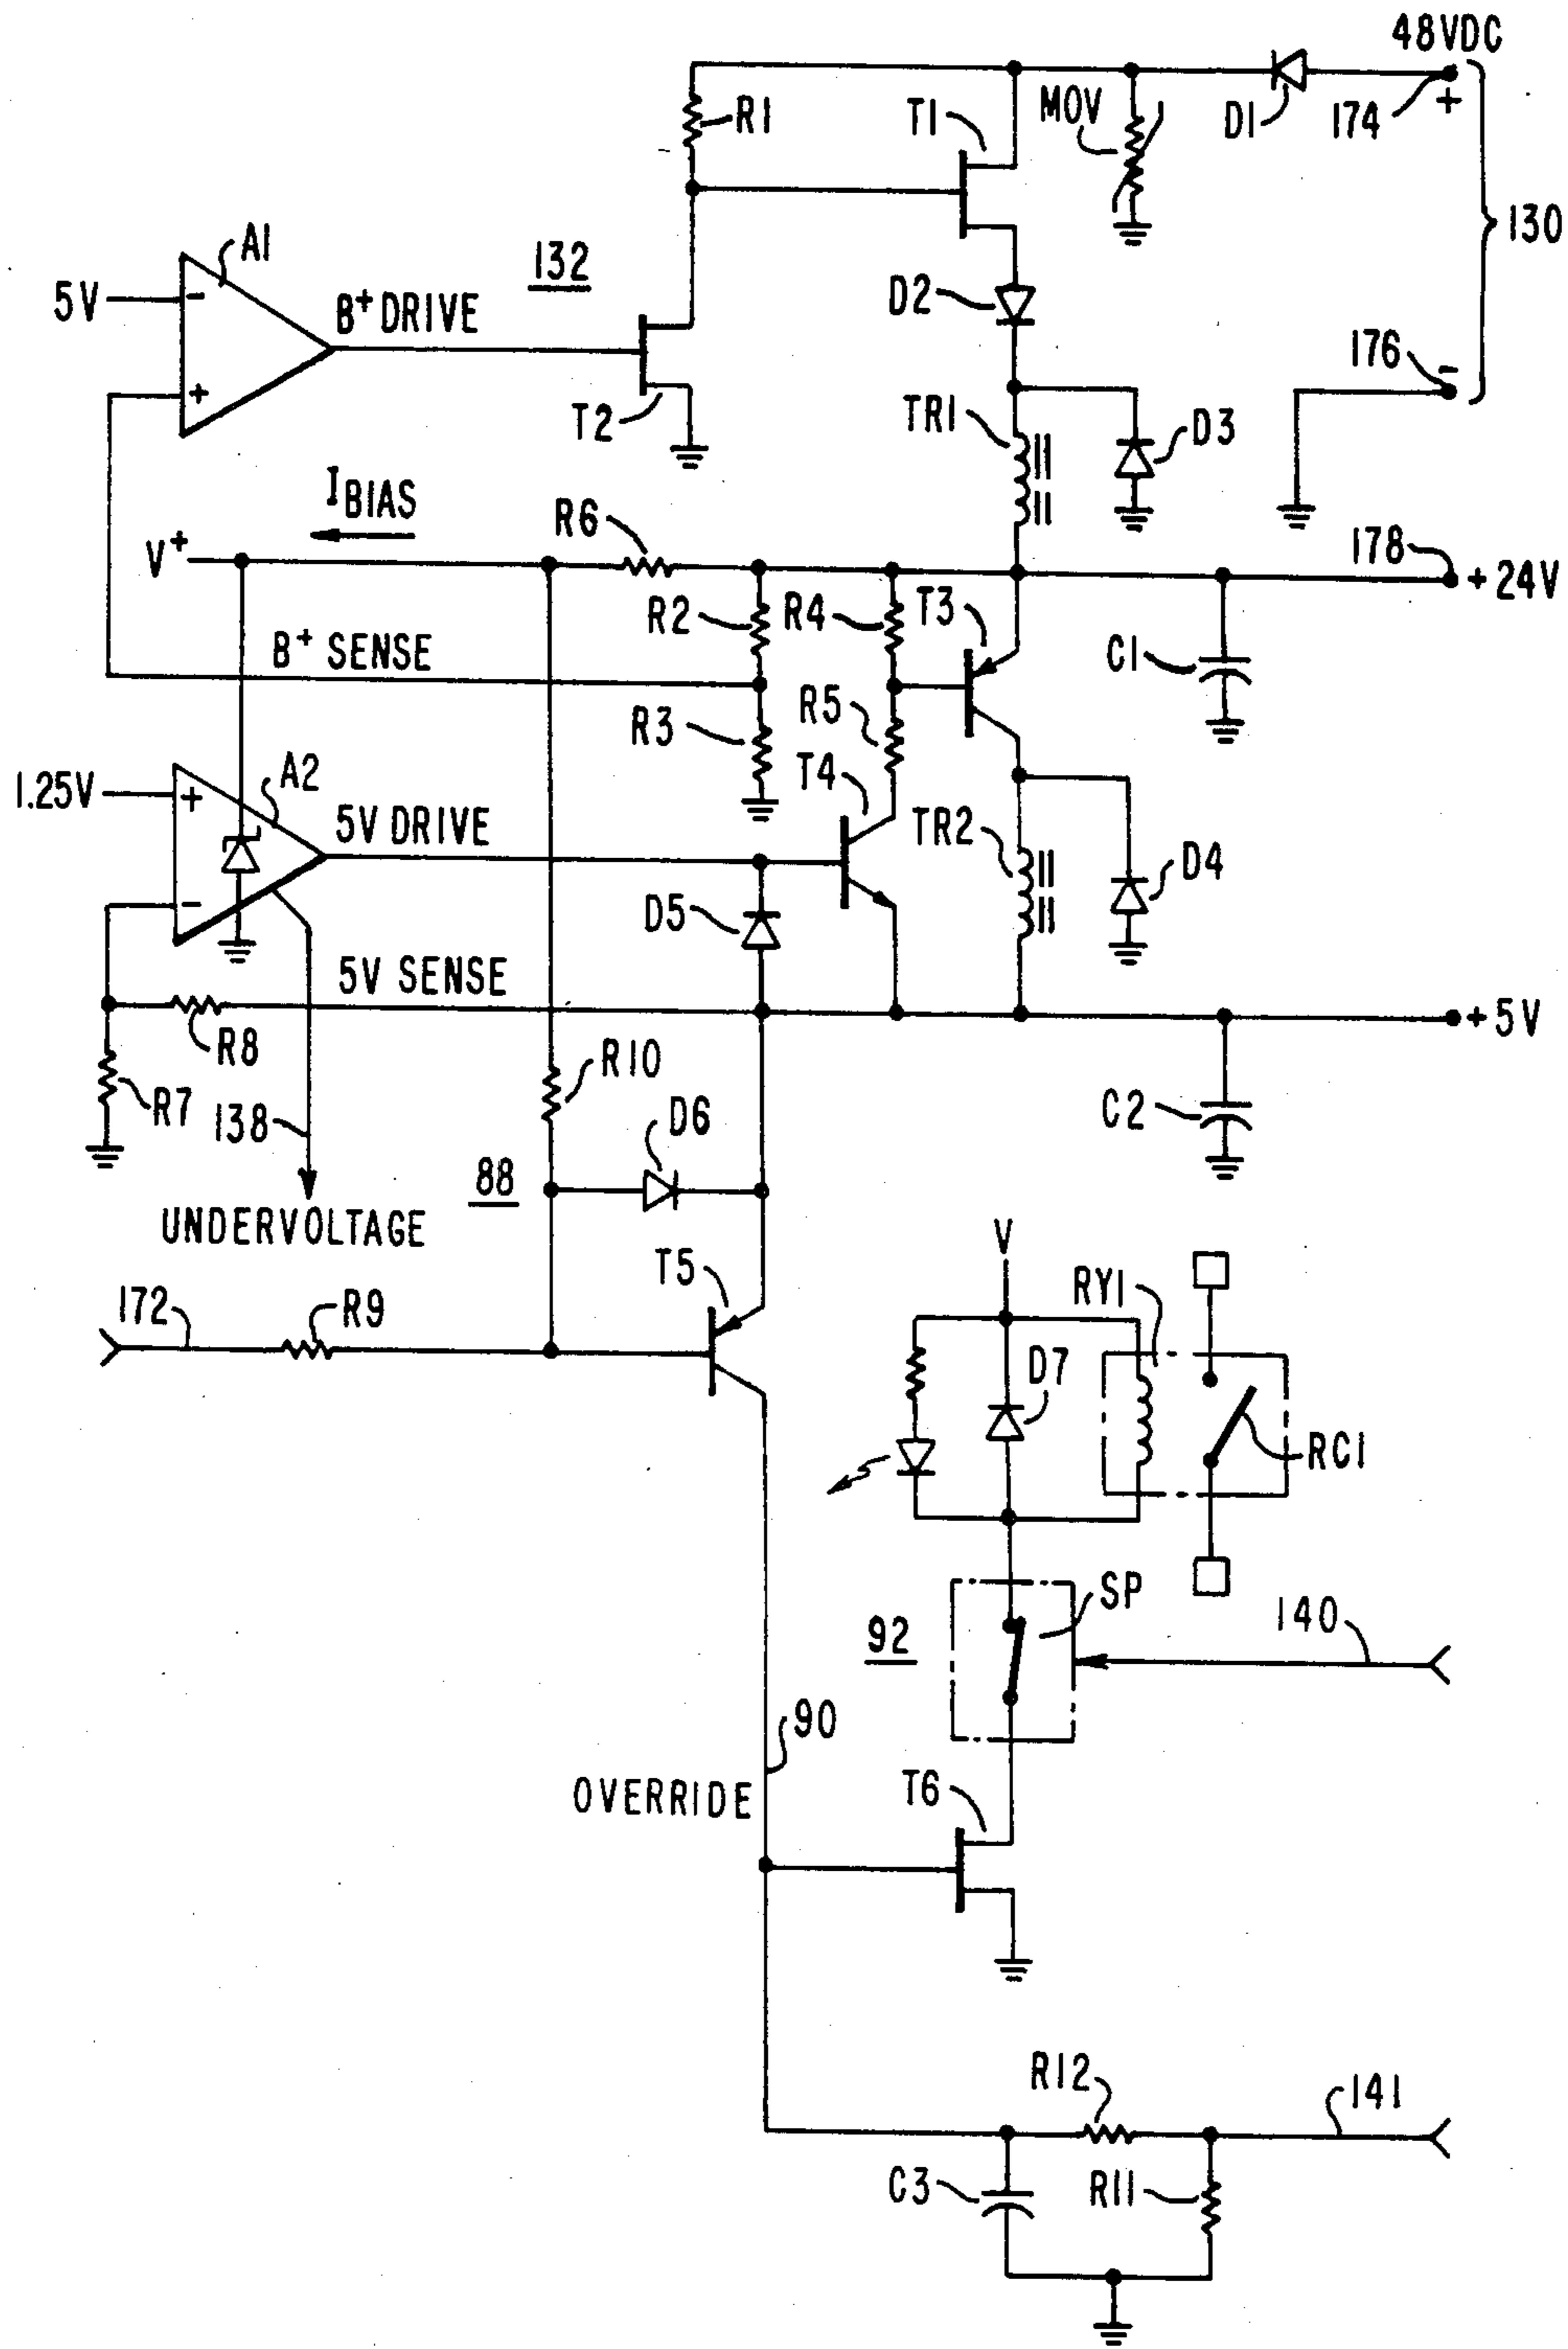 48VDC
R1
T1
MOV
D1
174
+
130
A1
5V
-
132
B+ DRIVE
D2
176
-
+
T2
TR1
D3
IBIAS
R6
178
V+
+24V
R2
R4
T3
B+ SENSE
C1
R3
R5
A2
T4
1.25V
+
5V DRIVE
TR2
D4
-
D5
5V SENSE
+5V
R8
R10
R7
138
D6
C2
88
UNDERVOLTAGE
V
T5
RY1
172
R9
D7
RC1
SP
140
92
90
T6
OVERRIDE
R12
141
C3
R11